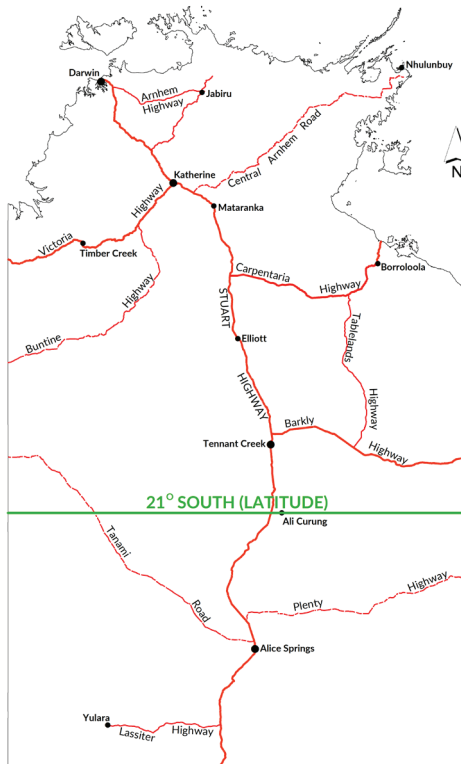 Darwin
Nhulunbuy
Arnhem
Highway
Jabiru
Central Arnhem Road
N
Katherine
Highway
Mataranka
Victoria
Timber Creek
Carpentaria
Highway
Borroloola
Highway
Buntine
STUART
Tablelands
Elliott
HIGHWAY
Highway
Barkly
Highway
Tennant Creek
21° SOUTH (LATITUDE)
Ali Curung
Tanami
Road
Plenty
Highway
Alice Springs
Yulara
Lassiter
Highway